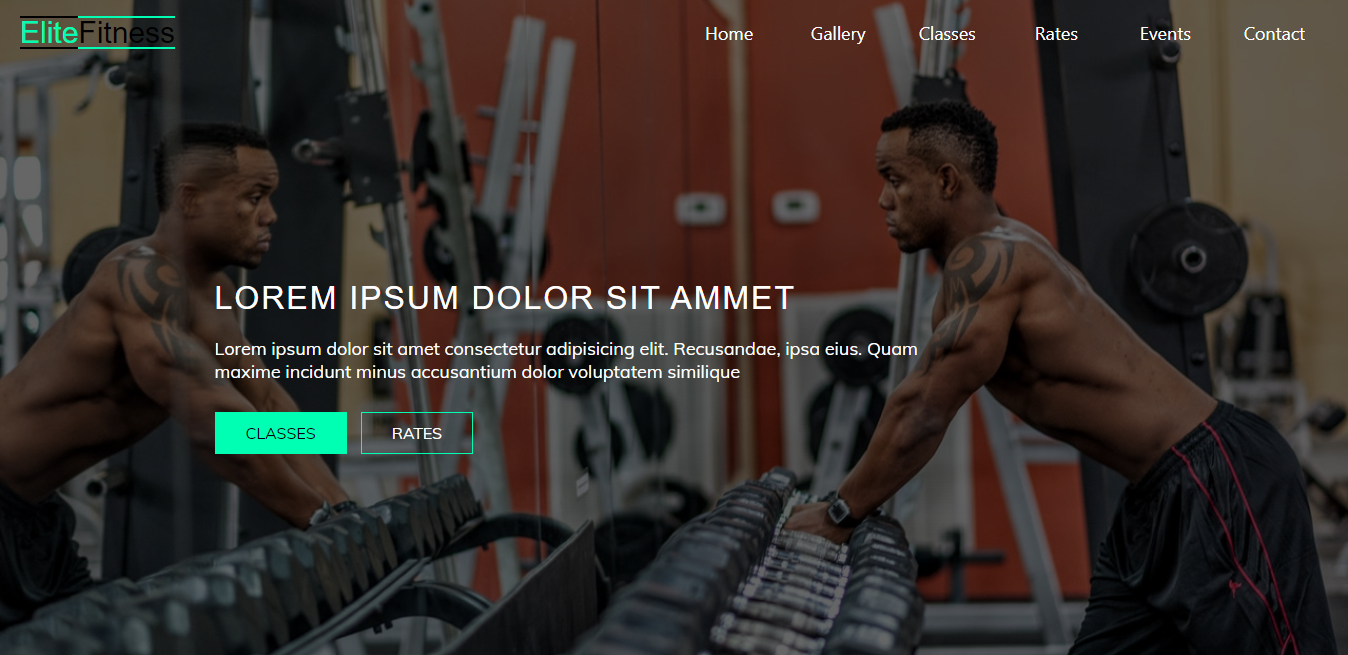 EliteFitness
Home Gallery Classes Rates Events Contact
LOREM IPSUM DOLOR SIT AMMET
Lorem ipsum dolor sit amet consectetur adipisicing elit. Recusandae, ipsa eius. Quam
maxime incidunt minus accusantium dolor voluptatem similique
CLASSES RATES